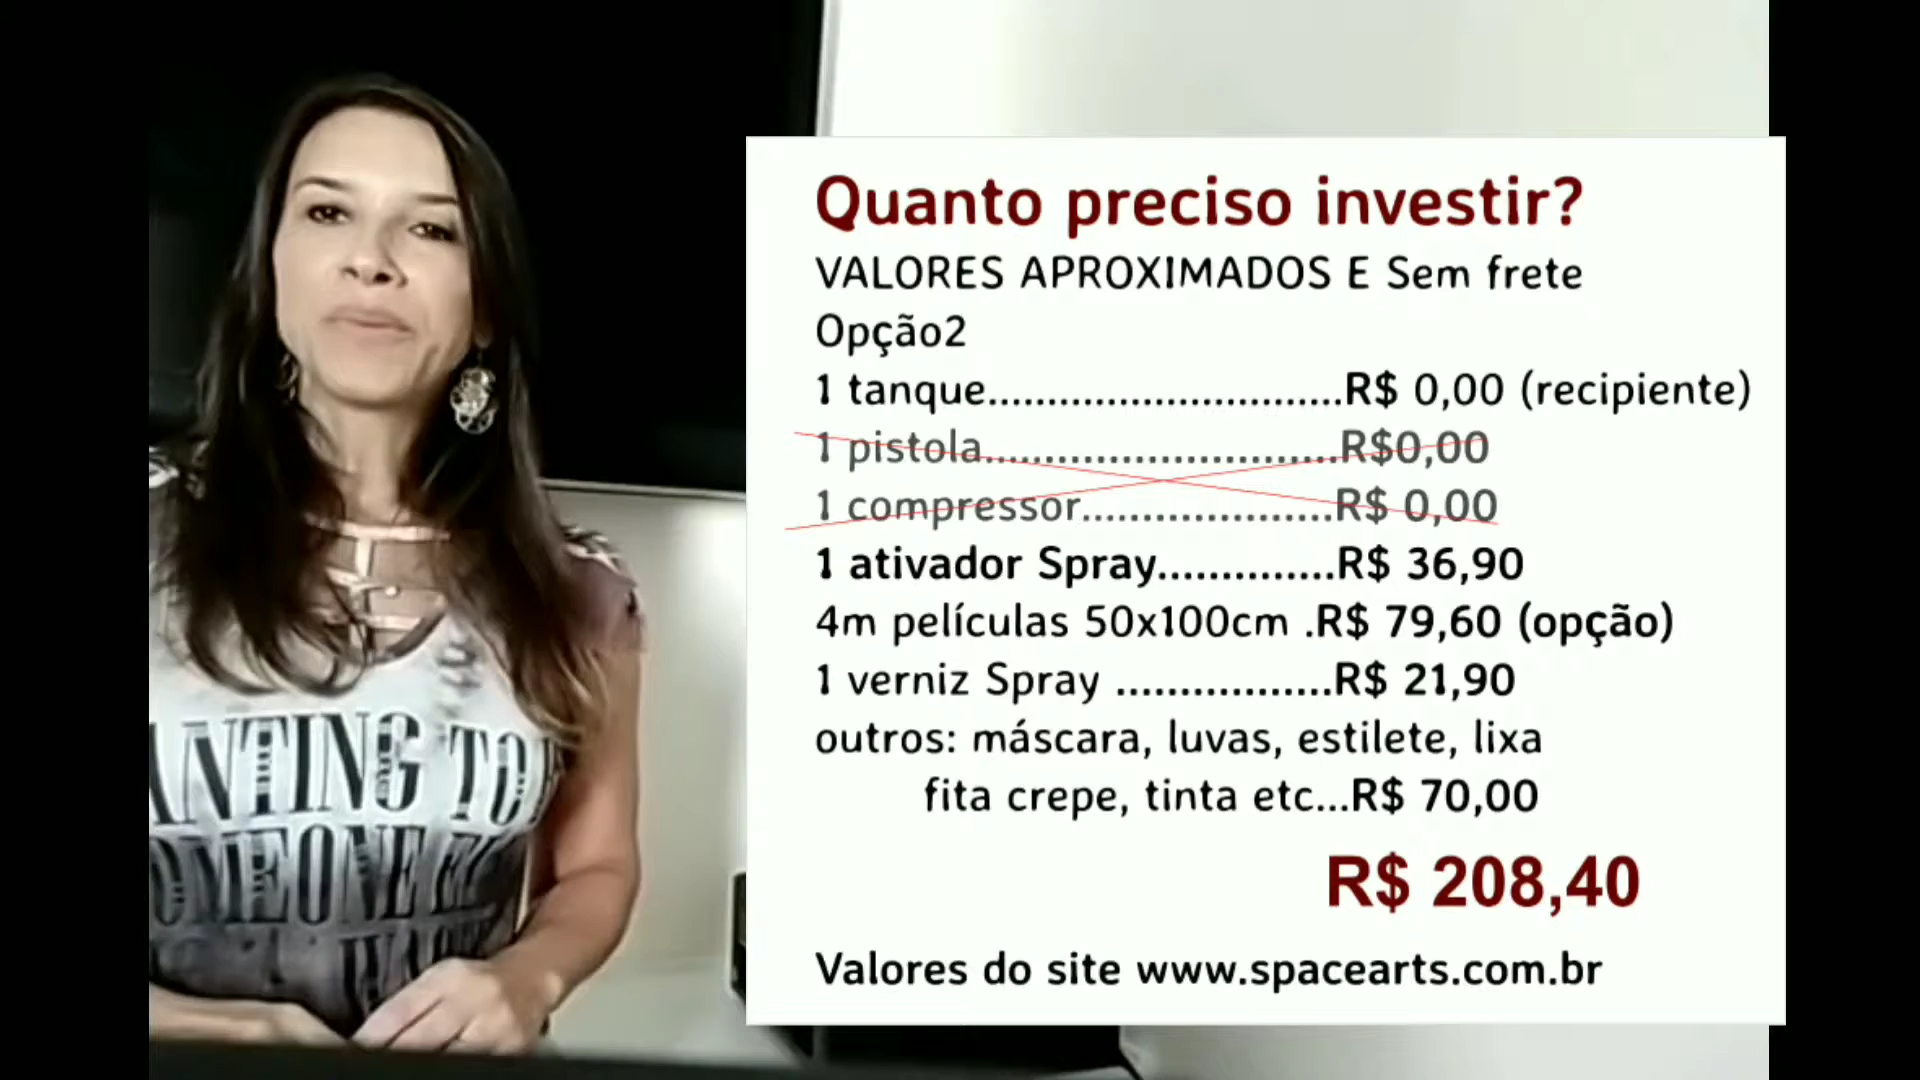 Quanto preciso investir?
VALORES APROXIMADOS E Sem frete
Opção2
1 tanque..............................R$ 0,00 (recipiente)
1 pistola..............................R$0,00
1 compressor.....................R$ 0,00
1 ativador Spray...............R$ 36,90
4m películas 50x100cm .R$ 79,60 (opção)
1 verniz Spray .................R$ 21,90
outros: máscara, luvas, estilete, lixa
fita crepe, tinta etc...R$ 70,00
R$ 208,40
Valores do site www.spacearts.com.br
ANTING TO
OMEONE E